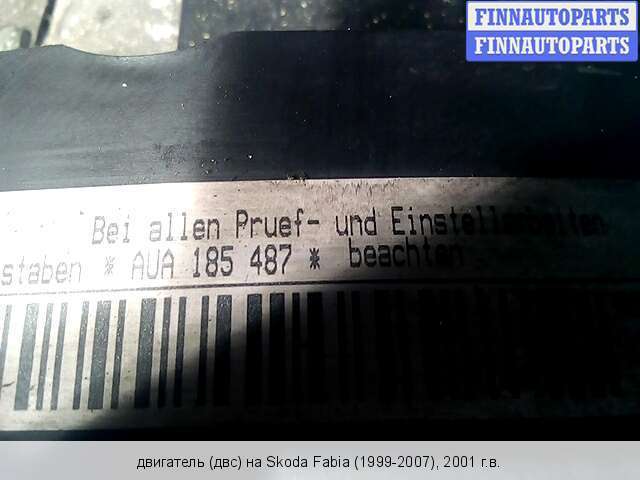 FINNAUTOPARTS
FINNAUTOPARTS
Bei allen Pruef- und Einstellarbeiten
staben * AUA 185 487 * beachten
двигатель (двс) на Skoda Fabia (1999-2007), 2001 г.в.